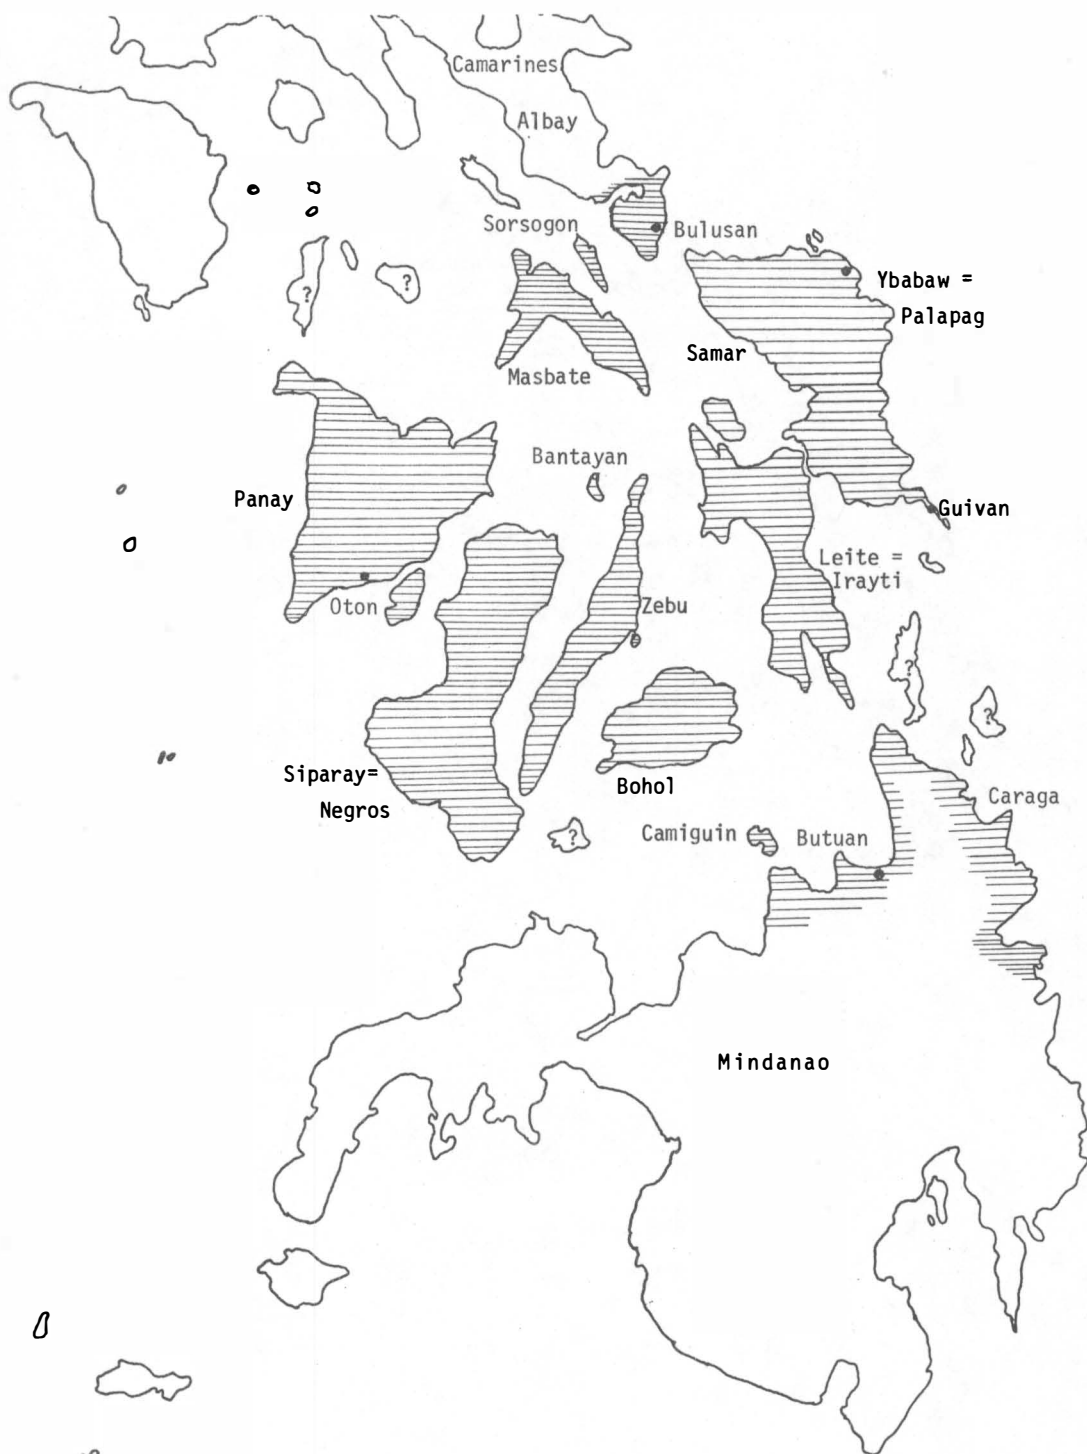 Camarines
Albay
Sorsogon
Bulusan
Ybabaw =
Palapag
?
?
Samar
Masbate
Bantayan
Panay
Guivan
Leite =
Irayti
Oton
Zebu
?
?
Siparay=
Negros
Bohol
Caraga
?
Camiguin
Butuan
Mindanao